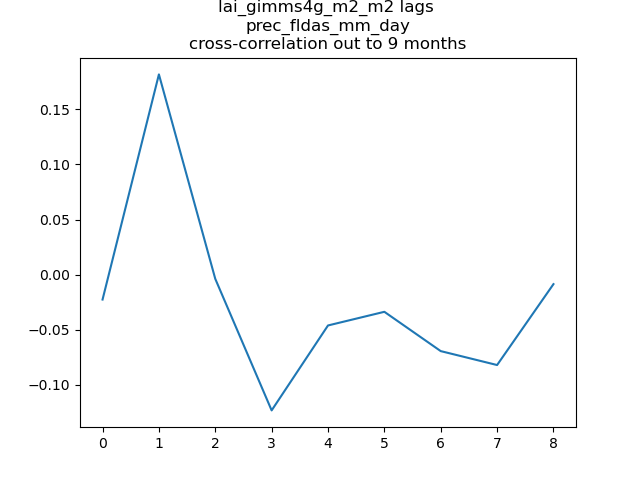 lai_gimms4g_m2_m2 lags
prec_fldas_mm_day
cross-correlation out to 9 months
0.15
0.10
0.05
0.00
−0.05
−0.10
0 1 2 3 4 5 6 7 8